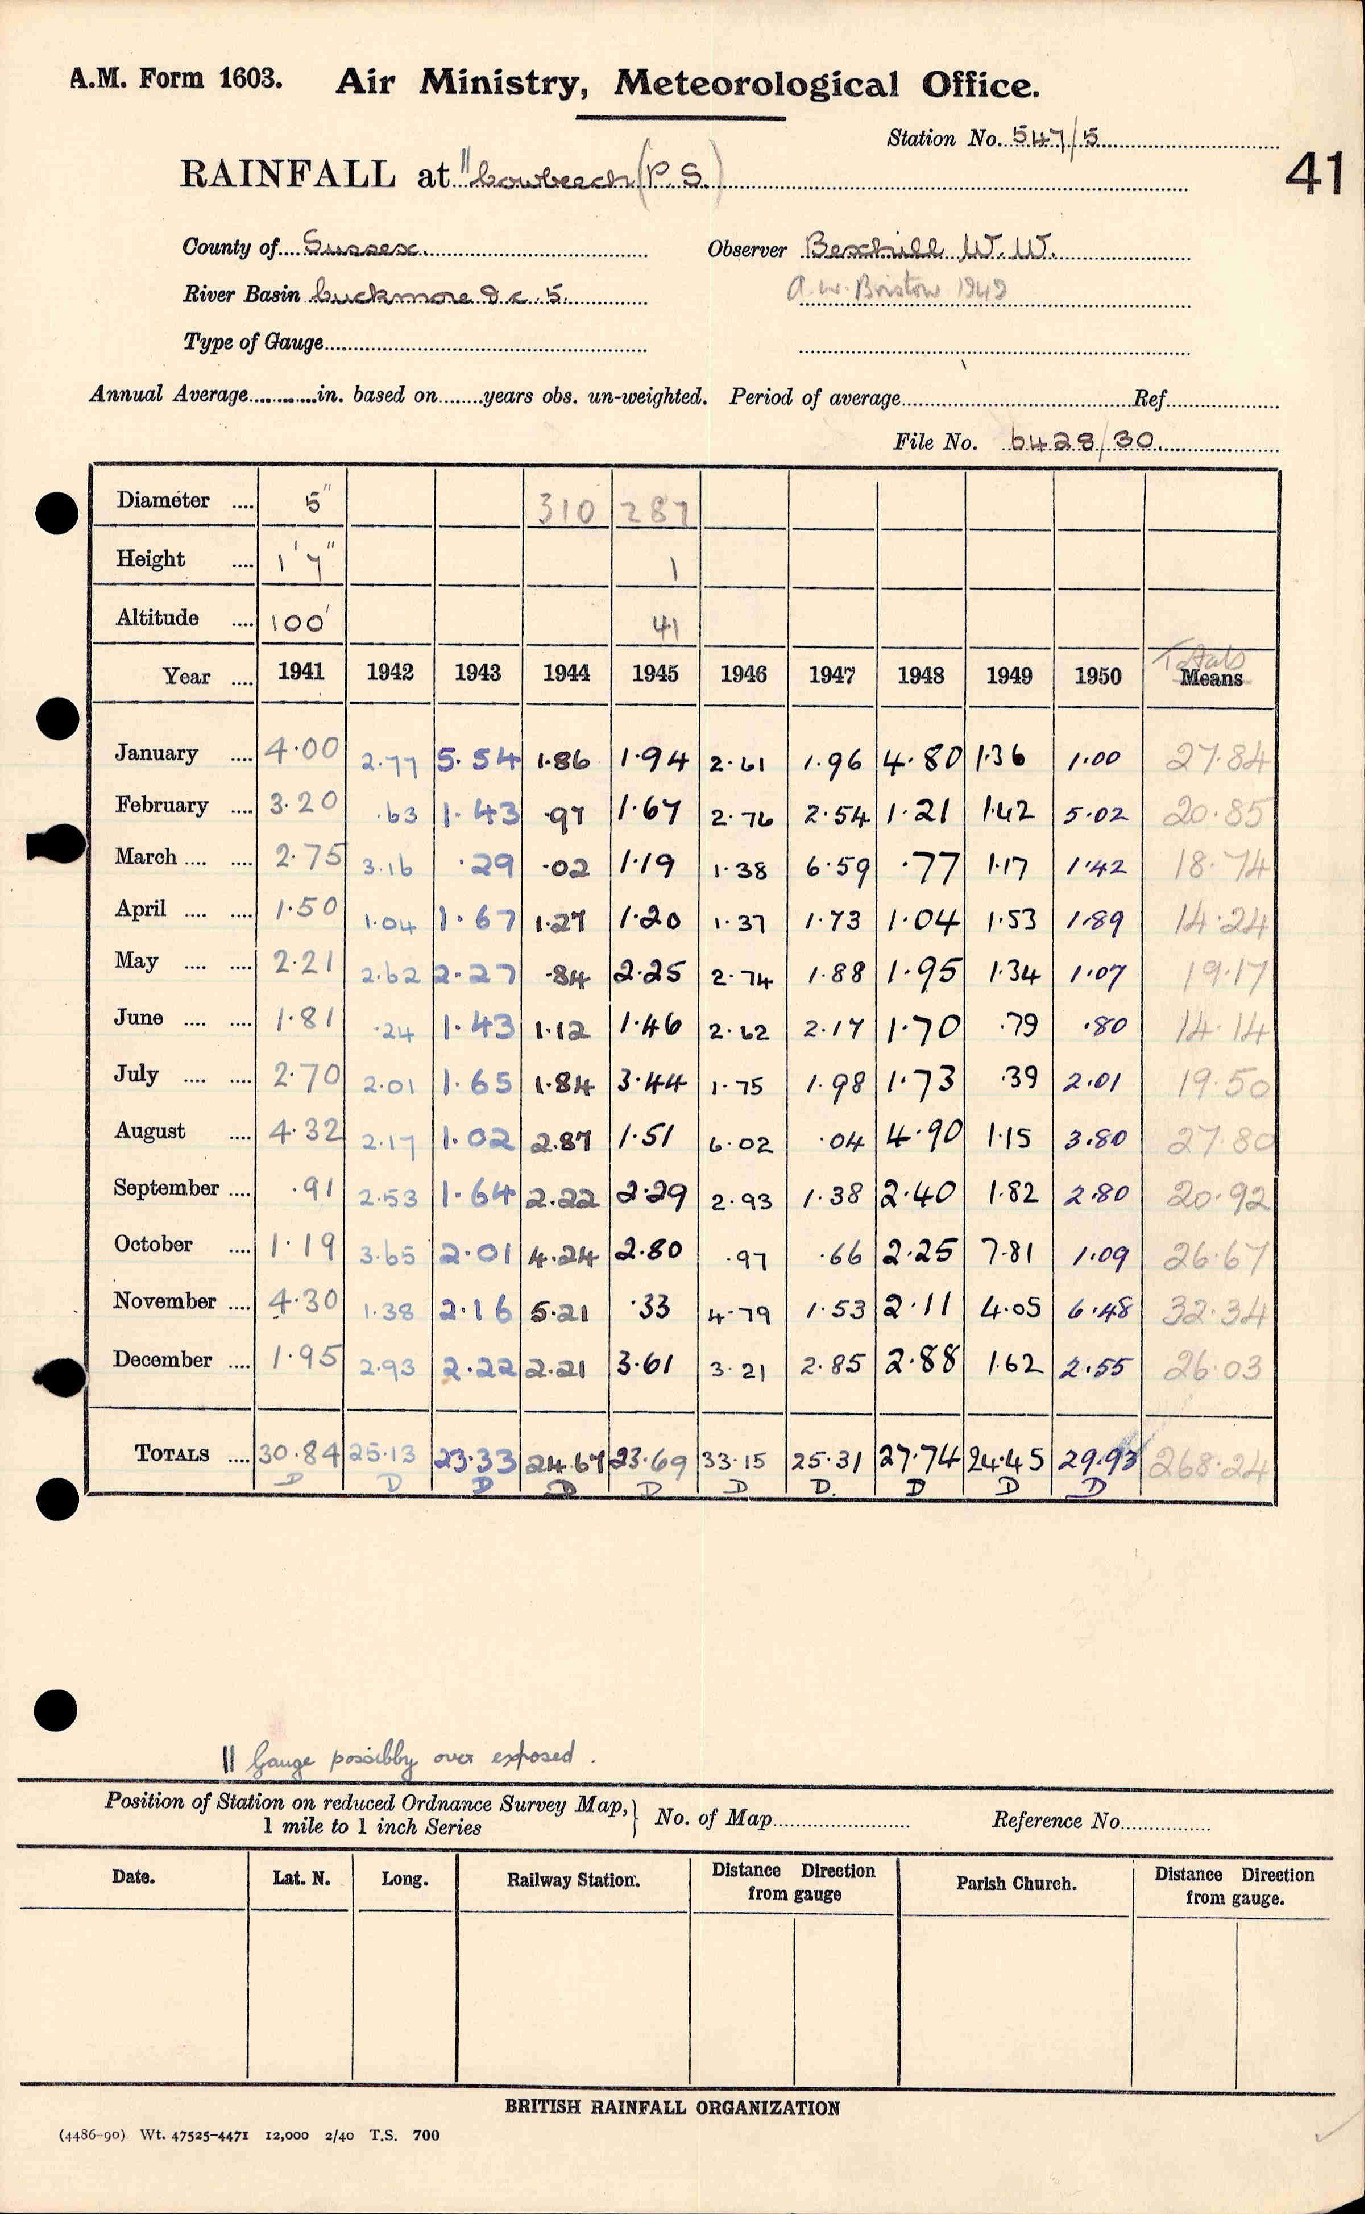 A.M. Form 1603. Air Ministry, Meteorological Office.
Station No. 547/5
41
RAINFALL at "Cowbeech (P.S.)
County of Sussex. Observer Bexhill W.W.
River Basin Cuckmere &c. 5. A.W. Bristow 1949
Type of Gauge
Annual Average in. based on years obs. un-weighted. Period of average Ref.
File No. 6428/30
Diameter .... 5" 310 287
Height .... 1'7" 1
Altitude .... 100' 41
Totals
Year .... 1941 1942 1943 1944 1945 1946 1947 1948 1949 1950 Means
January .... 4.00 2.77 5.54 1.86 1.94 2.61 1.96 4.80 1.36 1.00 27.84
February .... 3.20 .63 1.43 .97 1.67 2.76 2.54 1.21 1.42 5.02 20.85
March .... .... 2.75 3.16 .29 .02 1.19 1.38 6.59 .77 1.17 1.42 18.74
April .... .... 1.50 1.04 1.67 1.27 1.20 1.37 1.73 1.04 1.53 1.89 14.24
May .... .... 2.21 2.62 2.27 .84 2.25 2.74 1.88 1.95 1.34 1.07 19.17
June .... .... 1.81 .24 1.43 1.12 1.46 2.62 2.17 1.70 .79 .80 14.14
July .... .... 2.70 2.01 1.65 1.84 3.44 1.75 1.98 1.73 .39 2.01 19.50
August .... 4.32 2.17 1.02 2.87 1.51 6.02 .04 4.90 1.15 3.80 27.80
September .... .91 2.53 1.64 2.22 2.29 2.93 1.38 2.40 1.82 2.80 20.92
October .... 1.19 3.65 2.01 4.24 2.80 .97 .66 2.25 7.81 1.09 26.67
November .... 4.30 1.38 2.16 5.21 .33 4.79 1.53 2.11 4.05 6.48 32.34
December .... 1.95 2.93 2.22 2.21 3.61 3.21 2.85 2.88 1.62 2.55 26.03
TOTALS .... 30.84 25.13 23.33 24.67 23.69 33.15 25.31 27.74 24.45 29.93 268.24
D D D D D D D. D D D
|| Gauge possibly over exposed.
Position of Station on reduced Ordnance Survey Map, 1 mile to 1 inch Series } No. of Map Reference No.
Date. Lat. N. Long. Railway Station. Distance Direction from gauge Parish Church. Distance Direction from gauge.
BRITISH RAINFALL ORGANIZATION
(4486-90) Wt. 47525-4471 12,000 2/40 T.S. 700